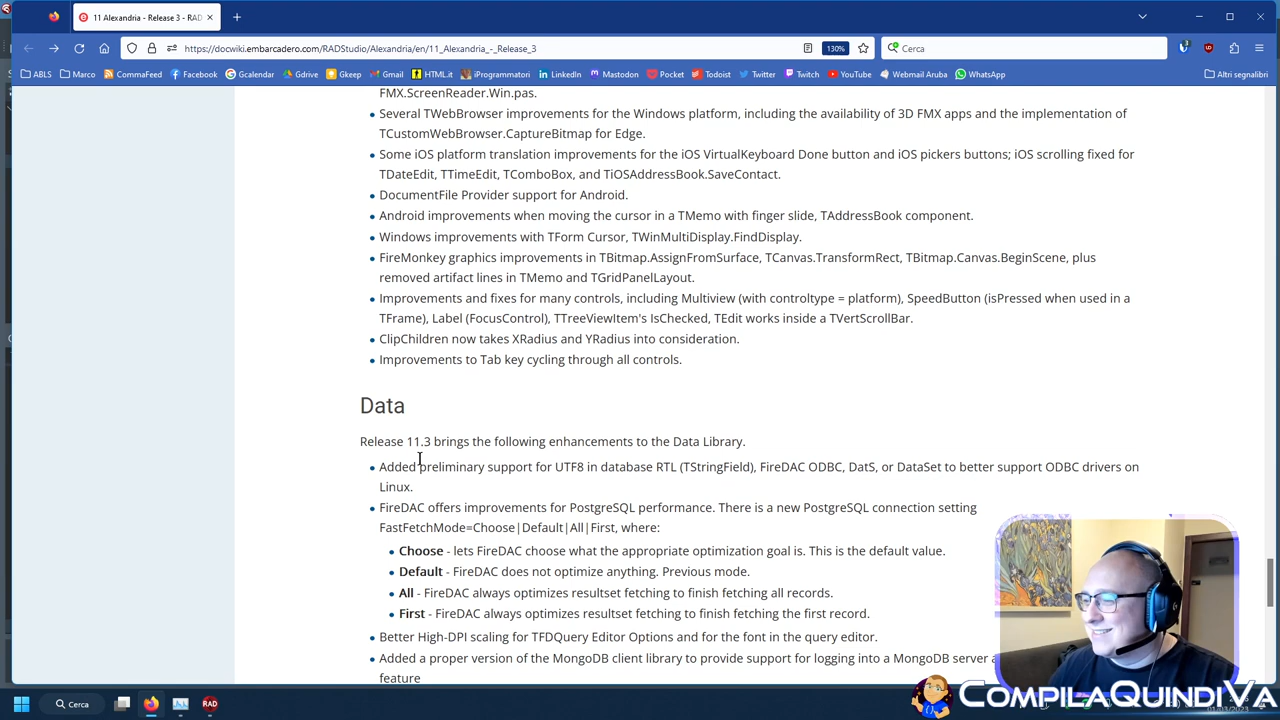 11 Alexandria - Release 3 - RAD
https://docwiki.embarcadero.com/RADStudio/Alexandria/en/11_Alexandria_-_Release_3
130%
Cerca
ABLS
Marco
CommaFeed
Facebook
Gcalendar
Gdrive
Gkeep
Gmail
HTML.it
iProgrammatori
LinkedIn
Mastodon
Pocket
Todoist
Twitter
Twitch
YouTube
Webmail Aruba
WhatsApp
Altri segnalibri
FMX.ScreenReader.Win.pas.
Several TWebBrowser improvements for the Windows platform, including the availability of 3D FMX apps and the implementation of
TCustomWebBrowser.CaptureBitmap for Edge.
Some iOS platform translation improvements for the iOS VirtualKeyboard Done button and iOS pickers buttons; iOS scrolling fixed for
TDateEdit, TTimeEdit, TComboBox, and TiOSAddressBook.SaveContact.
DocumentFile Provider support for Android.
Android improvements when moving the cursor in a TMemo with finger slide, TAddressBook component.
Windows improvements with TForm Cursor, TWinMultiDisplay.FindDisplay.
FireMonkey graphics improvements in TBitmap.AssignFromSurface, TCanvas.TransformRect, TBitmap.Canvas.BeginScene, plus
removed artifact lines in TMemo and TGridPanelLayout.
Improvements and fixes for many controls, including Multiview (with controltype = platform), SpeedButton (isPressed when used in a
TFrame), Label (FocusControl), TTreeViewItem's IsChecked, TEdit works inside a TVertScrollBar.
ClipChildren now takes XRadius and YRadius into consideration.
Improvements to Tab key cycling through all controls.
Data
Release 11.3 brings the following enhancements to the Data Library.
Added preliminary support for UTF8 in database RTL (TStringField), FireDAC ODBC, DatS, or DataSet to better support ODBC drivers on
Linux.
FireDAC offers improvements for PostgreSQL performance. There is a new PostgreSQL connection setting
FastFetchMode=Choose|Default|All|First, where:
Choose - lets FireDAC choose what the appropriate optimization goal is. This is the default value.
Default - FireDAC does not optimize anything. Previous mode.
All - FireDAC always optimizes resultset fetching to finish fetching all records.
First - FireDAC always optimizes resultset fetching to finish fetching the first record.
Better High-DPI scaling for TFDQuery Editor Options and for the font in the query editor.
Added a proper version of the MongoDB client library to provide support for logging into a MongoDB server
feature
Cerca
RAD
COMPILAQUINDIVA